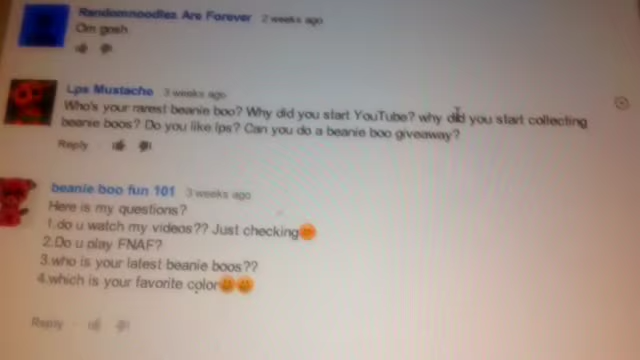 Randomnoodlez Are Forever 2 weeks ago
Om gosh
Lps Mustache 3 weeks ago
Who's your rarest beanie boo? Why did you start YouTube? why did you start collecting
beanie boos? Do you like lps? Can you do a beanie boo giveaway?
Reply
beanie boo fun 101 3 weeks ago
Here is my questions?
1.do u watch my videos?? Just checking
2.Do u play FNAF?
3.who is your latest beanie boos??
4.which is your favorite color
Reply